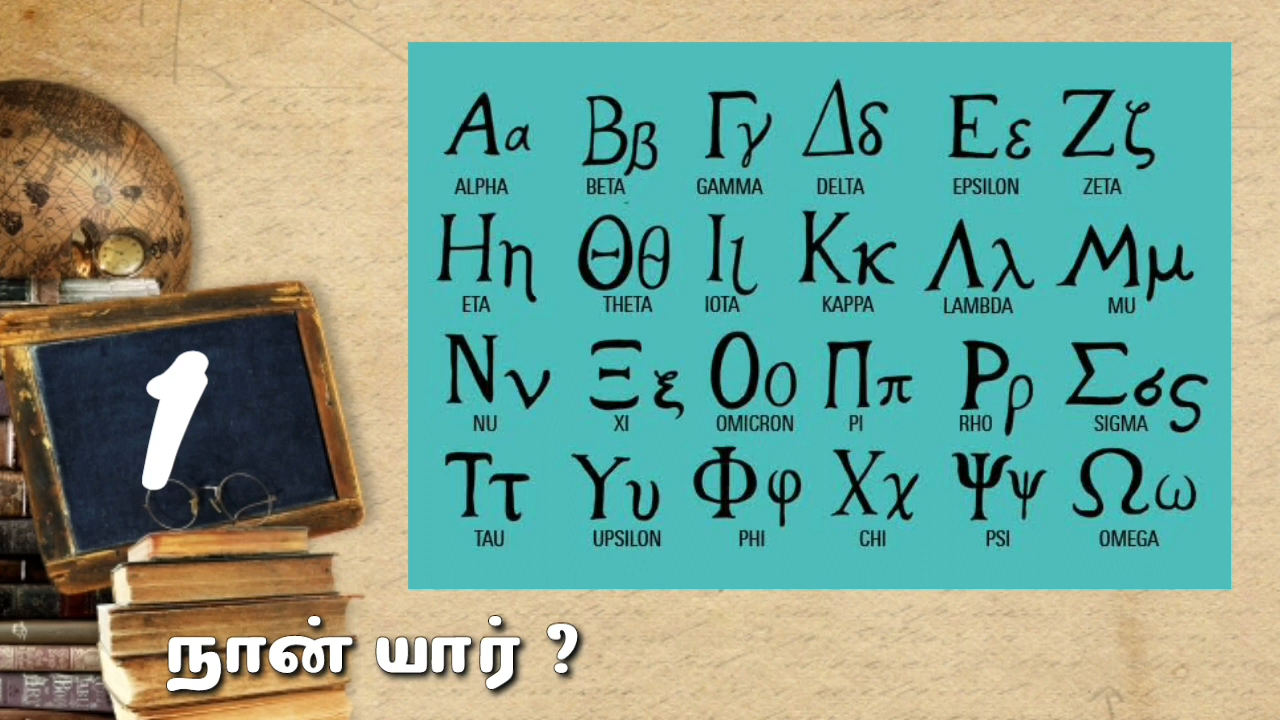 1
Αα Ββ Γγ Δδ Εε Ζζ
ALPHA BETA GAMMA DELTA EPSILON ZETA
Ηη Θθ Ιι Κκ Λλ Μμ
ETA THETA IOTA KAPPA LAMBDA MU
Νν Ξξ Οο Ππ Ρρ Σσς
NU XI OMICRON PI RHO SIGMA
Ττ Υυ Φφ Χχ Ψψ Ωω
TAU UPSILON PHI CHI PSI OMEGA
நான் யார் ?